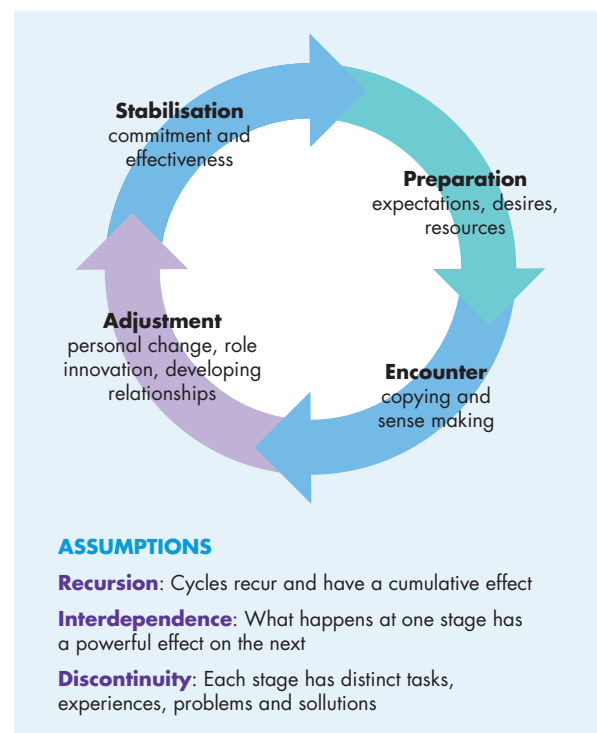 Stabilisation
commitment and
effectiveness
Preparation
expectations, desires,
resources
Adjustment
personal change, role
innovation, developing
relationships
Encounter
copying and
sense making
ASSUMPTIONS
Recursion: Cycles recur and have a cumulative effect
Interdependence: What happens at one stage has
a powerful effect on the next
Discontinuity: Each stage has distinct tasks,
experiences, problems and sollutions